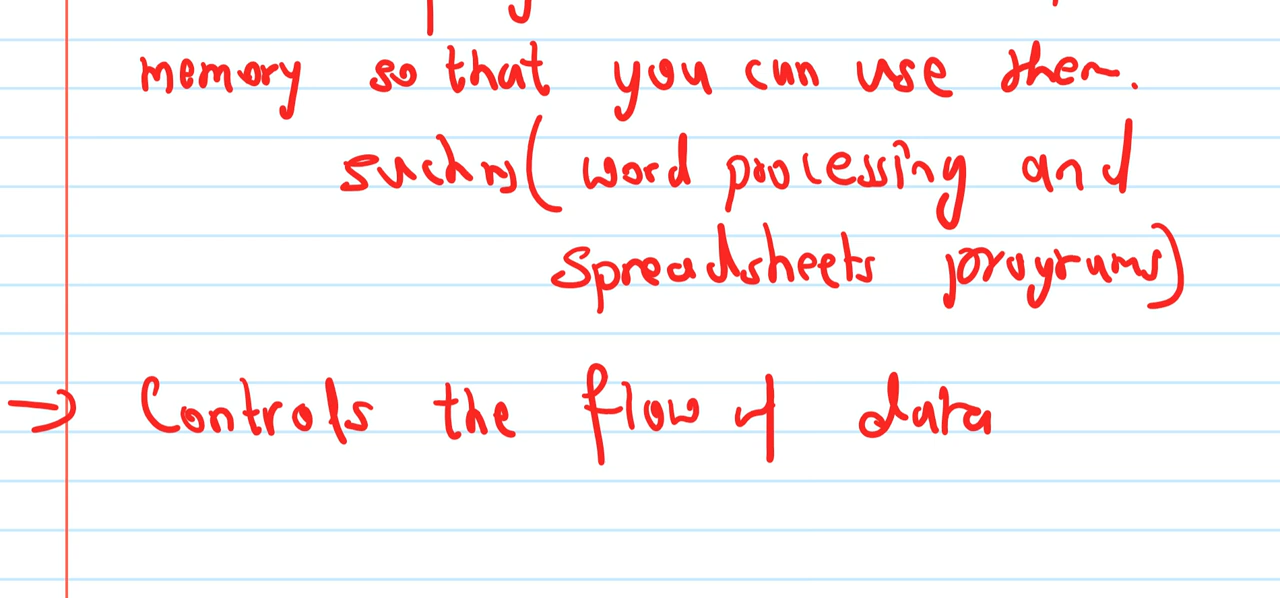 memory so that you can use them.
such as (word processing and
spreadsheets programs)
→ Controls the flow of data